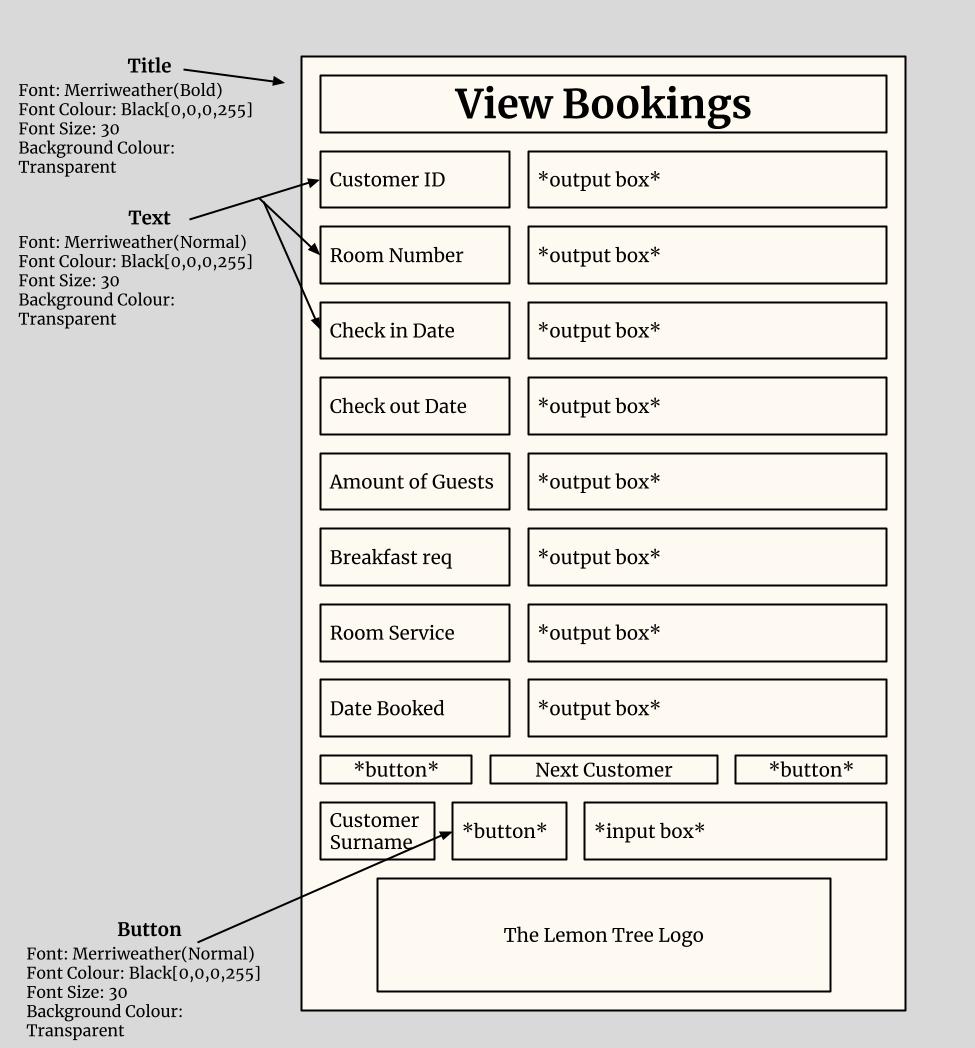 Title
Font: Merriweather(Bold)
Font Colour: Black[0,0,0,255]
Font Size: 30
Background Colour:
Transparent
Text
Font: Merriweather(Normal)
Font Colour: Black[0,0,0,255]
Font Size: 30
Background Colour:
Transparent
View Bookings
Customer ID
*output box*
Room Number
*output box*
Check in Date
*output box*
Check out Date
*output box*
Amount of Guests
*output box*
Breakfast req
*output box*
Room Service
*output box*
Date Booked
*output box*
*button*
Next Customer
*button*
Customer
Surname
*button*
*input box*
The Lemon Tree Logo
Button
Font: Merriweather(Normal)
Font Colour: Black[0,0,0,255]
Font Size: 30
Background Colour:
Transparent